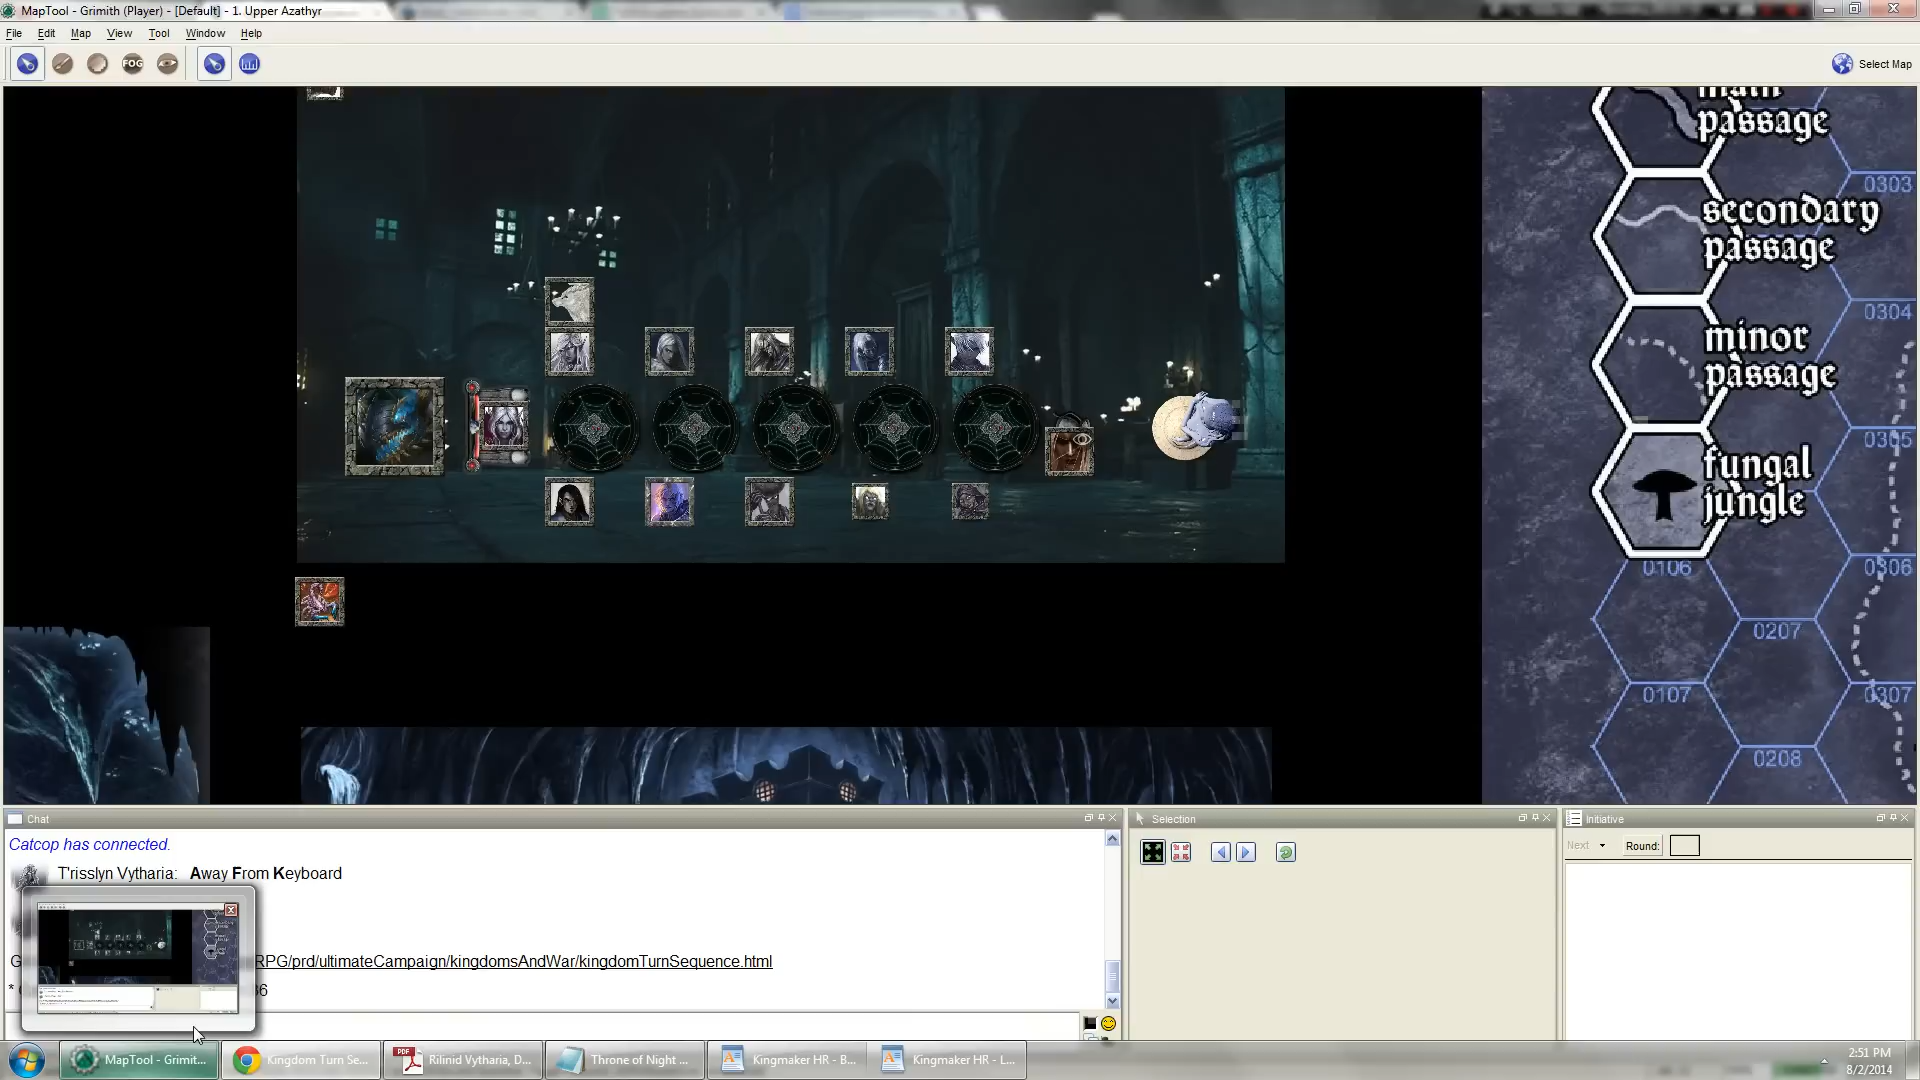 MapTool - Grimith (Player) - [Default] - 1. Upper Azathyr
File Edit Map View Tool Window Help
FOG
Select Map
main
passage
0303
secondary
passage
0304
minor
passage
0305
fungal
jungle
0106
0306
0207
0107
0307
0208
Chat
Selection
Initiative
Catcop has connected.
T'risslyn Vytharia: Away From Keyboard
Next
Round:
RPG/prd/ultimateCampaign/kingdomsAndWar/kingdomTurnSequence.html
MapTool - Grimit...
Kingdom Turn Se...
Rilinid Vytharia, D...
Throne of Night ...
Kingmaker HR - B...
Kingmaker HR - L...
2:51 PM
8/2/2014